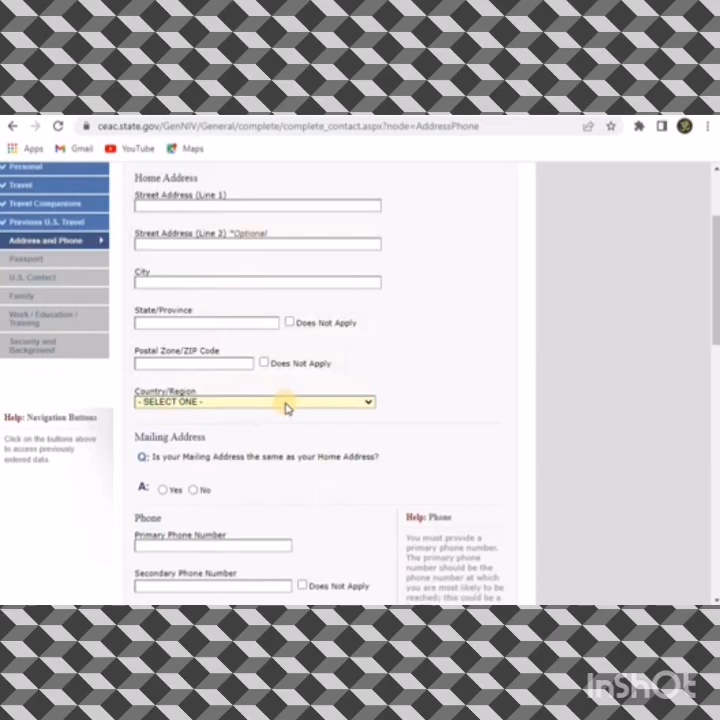 ceac.state.gov/GenNIV/General/complete/complete_contact.aspx?node=AddressPhone
Apps Gmail YouTube Maps
Personal
Travel
Travel Companions
Previous U.S. Travel
Address and Phone
Passport
U.S. Contact
Family
Work / Education /
Training
Security and
Background
Help: Navigation Buttons
Click on the buttons above
to access previously
entered data.
Home Address
Street Address (Line 1)
Street Address (Line 2) *Optional
City
State/Province
Does Not Apply
Postal Zone/ZIP Code
Does Not Apply
Country/Region
- SELECT ONE -
Mailing Address
Q: Is your Mailing Address the same as your Home Address?
A: Yes No
Phone
Primary Phone Number
Secondary Phone Number
Does Not Apply
Help: Phone
You must provide a
primary phone number.
The primary phone
number should be the
phone number at which
you are most likely to be
reached; this could be a
InShOt